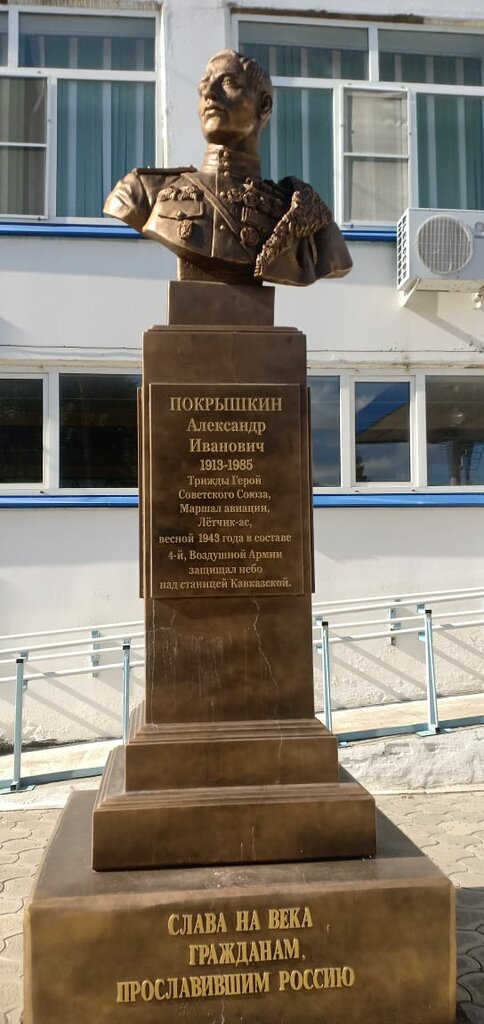 ПОКРЫШКИН
Александр
Иванович
1913-1985
Трижды Герой
Советского Союза,
Маршал авиации,
Лётчик-ас,
весной 1943 года в составе
4-й, Воздушной Армии
защищал небо
над станицей Кавказской.
СЛАВА НА ВЕКА
ГРАЖДАНАМ,
ПРОСЛАВИВШИМ РОССИЮ